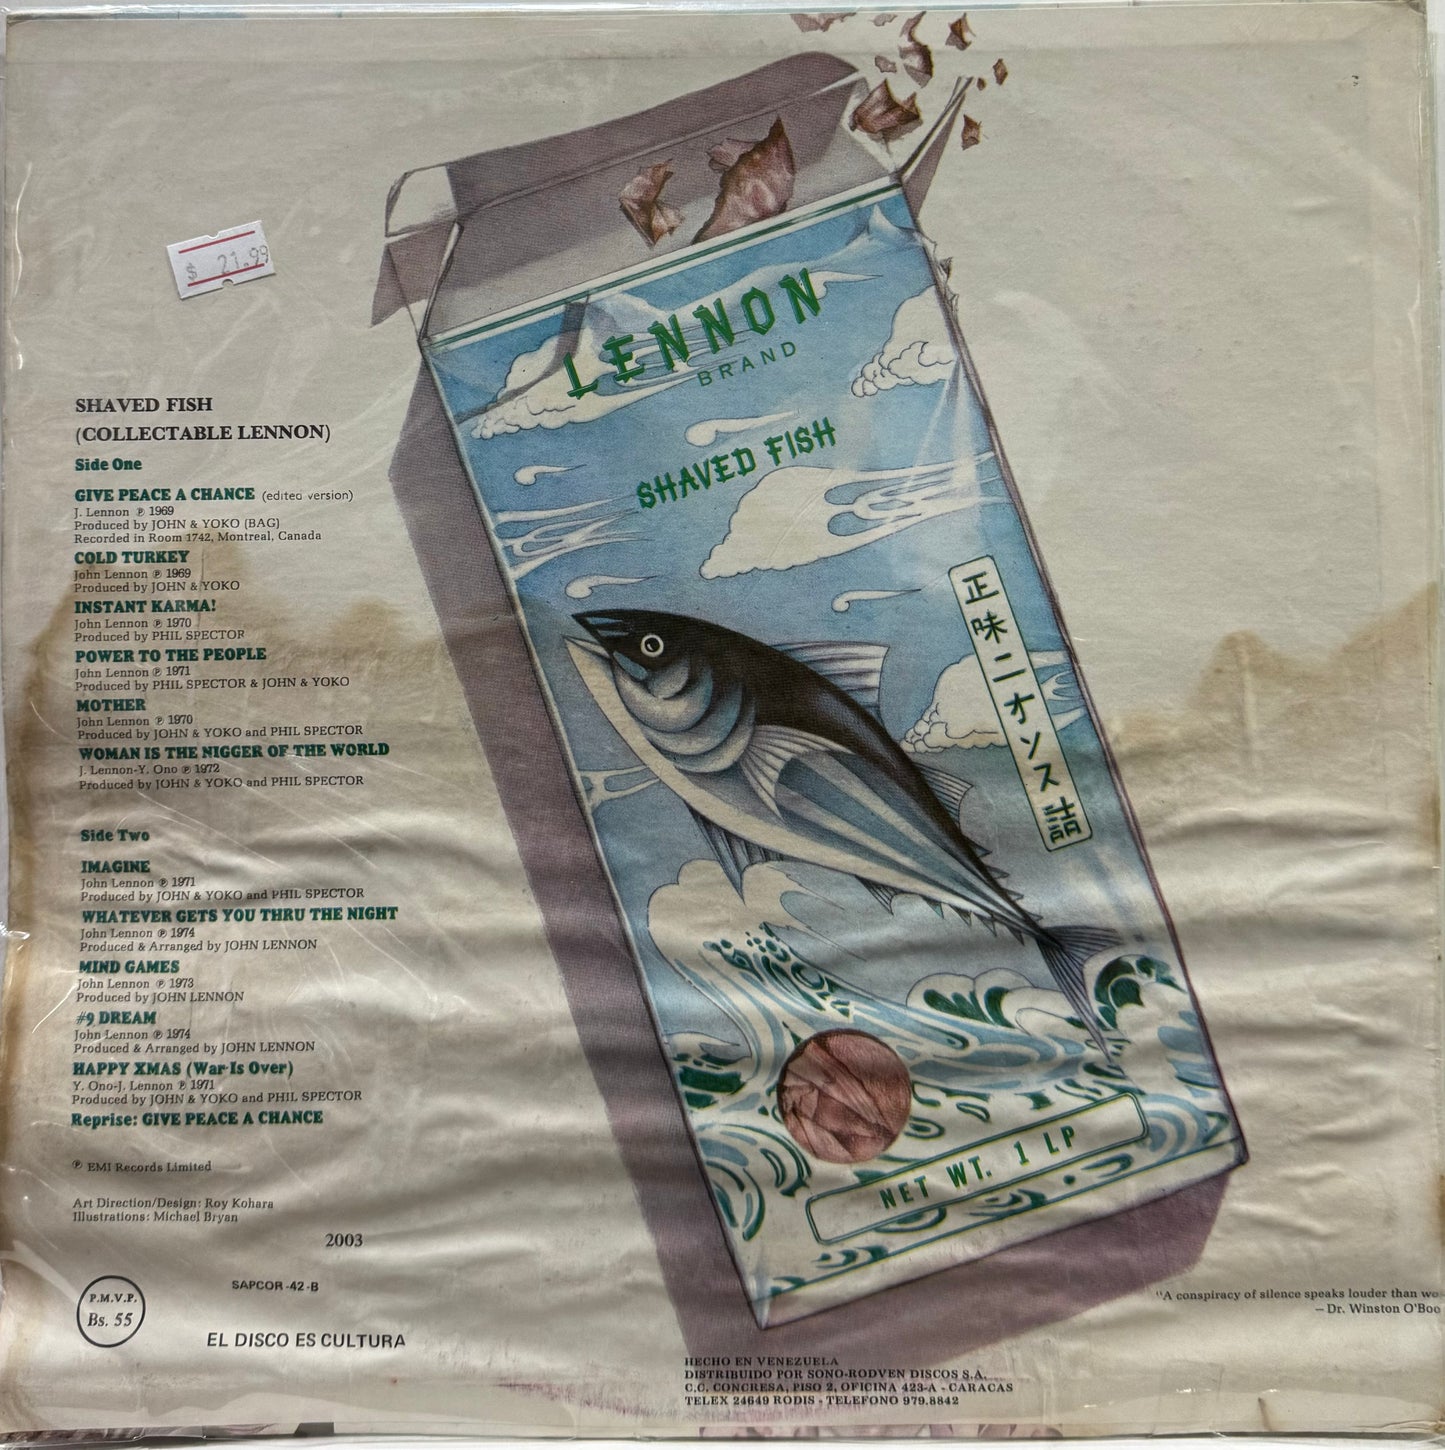 $ 21.99
LENNON
BRAND
SHAVED FISH
正味二オンス詰
NET WT. 1 LP
SHAVED FISH
(COLLECTABLE LENNON)
Side One
GIVE PEACE A CHANCE (edited version)
J. Lennon ℗ 1969
Produced by JOHN & YOKO (BAG)
Recorded in Room 1742, Montreal, Canada
COLD TURKEY
John Lennon ℗ 1969
Produced by JOHN & YOKO
INSTANT KARMA!
John Lennon ℗ 1970
Produced by PHIL SPECTOR
POWER TO THE PEOPLE
John Lennon ℗ 1971
Produced by PHIL SPECTOR & JOHN & YOKO
MOTHER
John Lennon ℗ 1970
Produced by JOHN & YOKO and PHIL SPECTOR
WOMAN IS THE NIGGER OF THE WORLD
J. Lennon-Y. Ono ℗ 1972
Produced by JOHN & YOKO and PHIL SPECTOR
Side Two
IMAGINE
John Lennon ℗ 1971
Produced by JOHN & YOKO and PHIL SPECTOR
WHATEVER GETS YOU THRU THE NIGHT
John Lennon ℗ 1974
Produced & Arranged by JOHN LENNON
MIND GAMES
John Lennon ℗ 1973
Produced by JOHN LENNON
#9 DREAM
John Lennon ℗ 1974
Produced & Arranged by JOHN LENNON
HAPPY XMAS (War Is Over)
Y. Ono-J. Lennon ℗ 1971
Produced by JOHN & YOKO and PHIL SPECTOR
Reprise: GIVE PEACE A CHANCE
℗ EMI Records Limited
Art Direction/Design: Roy Kohara
Illustrations: Michael Bryan
2003
SAPCOR-42-B
P.M.V.P.
Bs. 55
EL DISCO ES CULTURA
"A conspiracy of silence speaks louder than wo
— Dr. Winston O'Boo
HECHO EN VENEZUELA
DISTRIBUIDO POR SONO-RODVEN DISCOS S.A.
C.C. CONCRESA, PISO 2, OFICINA 423-A - CARACAS
TELEX 24649 RODIS - TELEFONO 979.8842